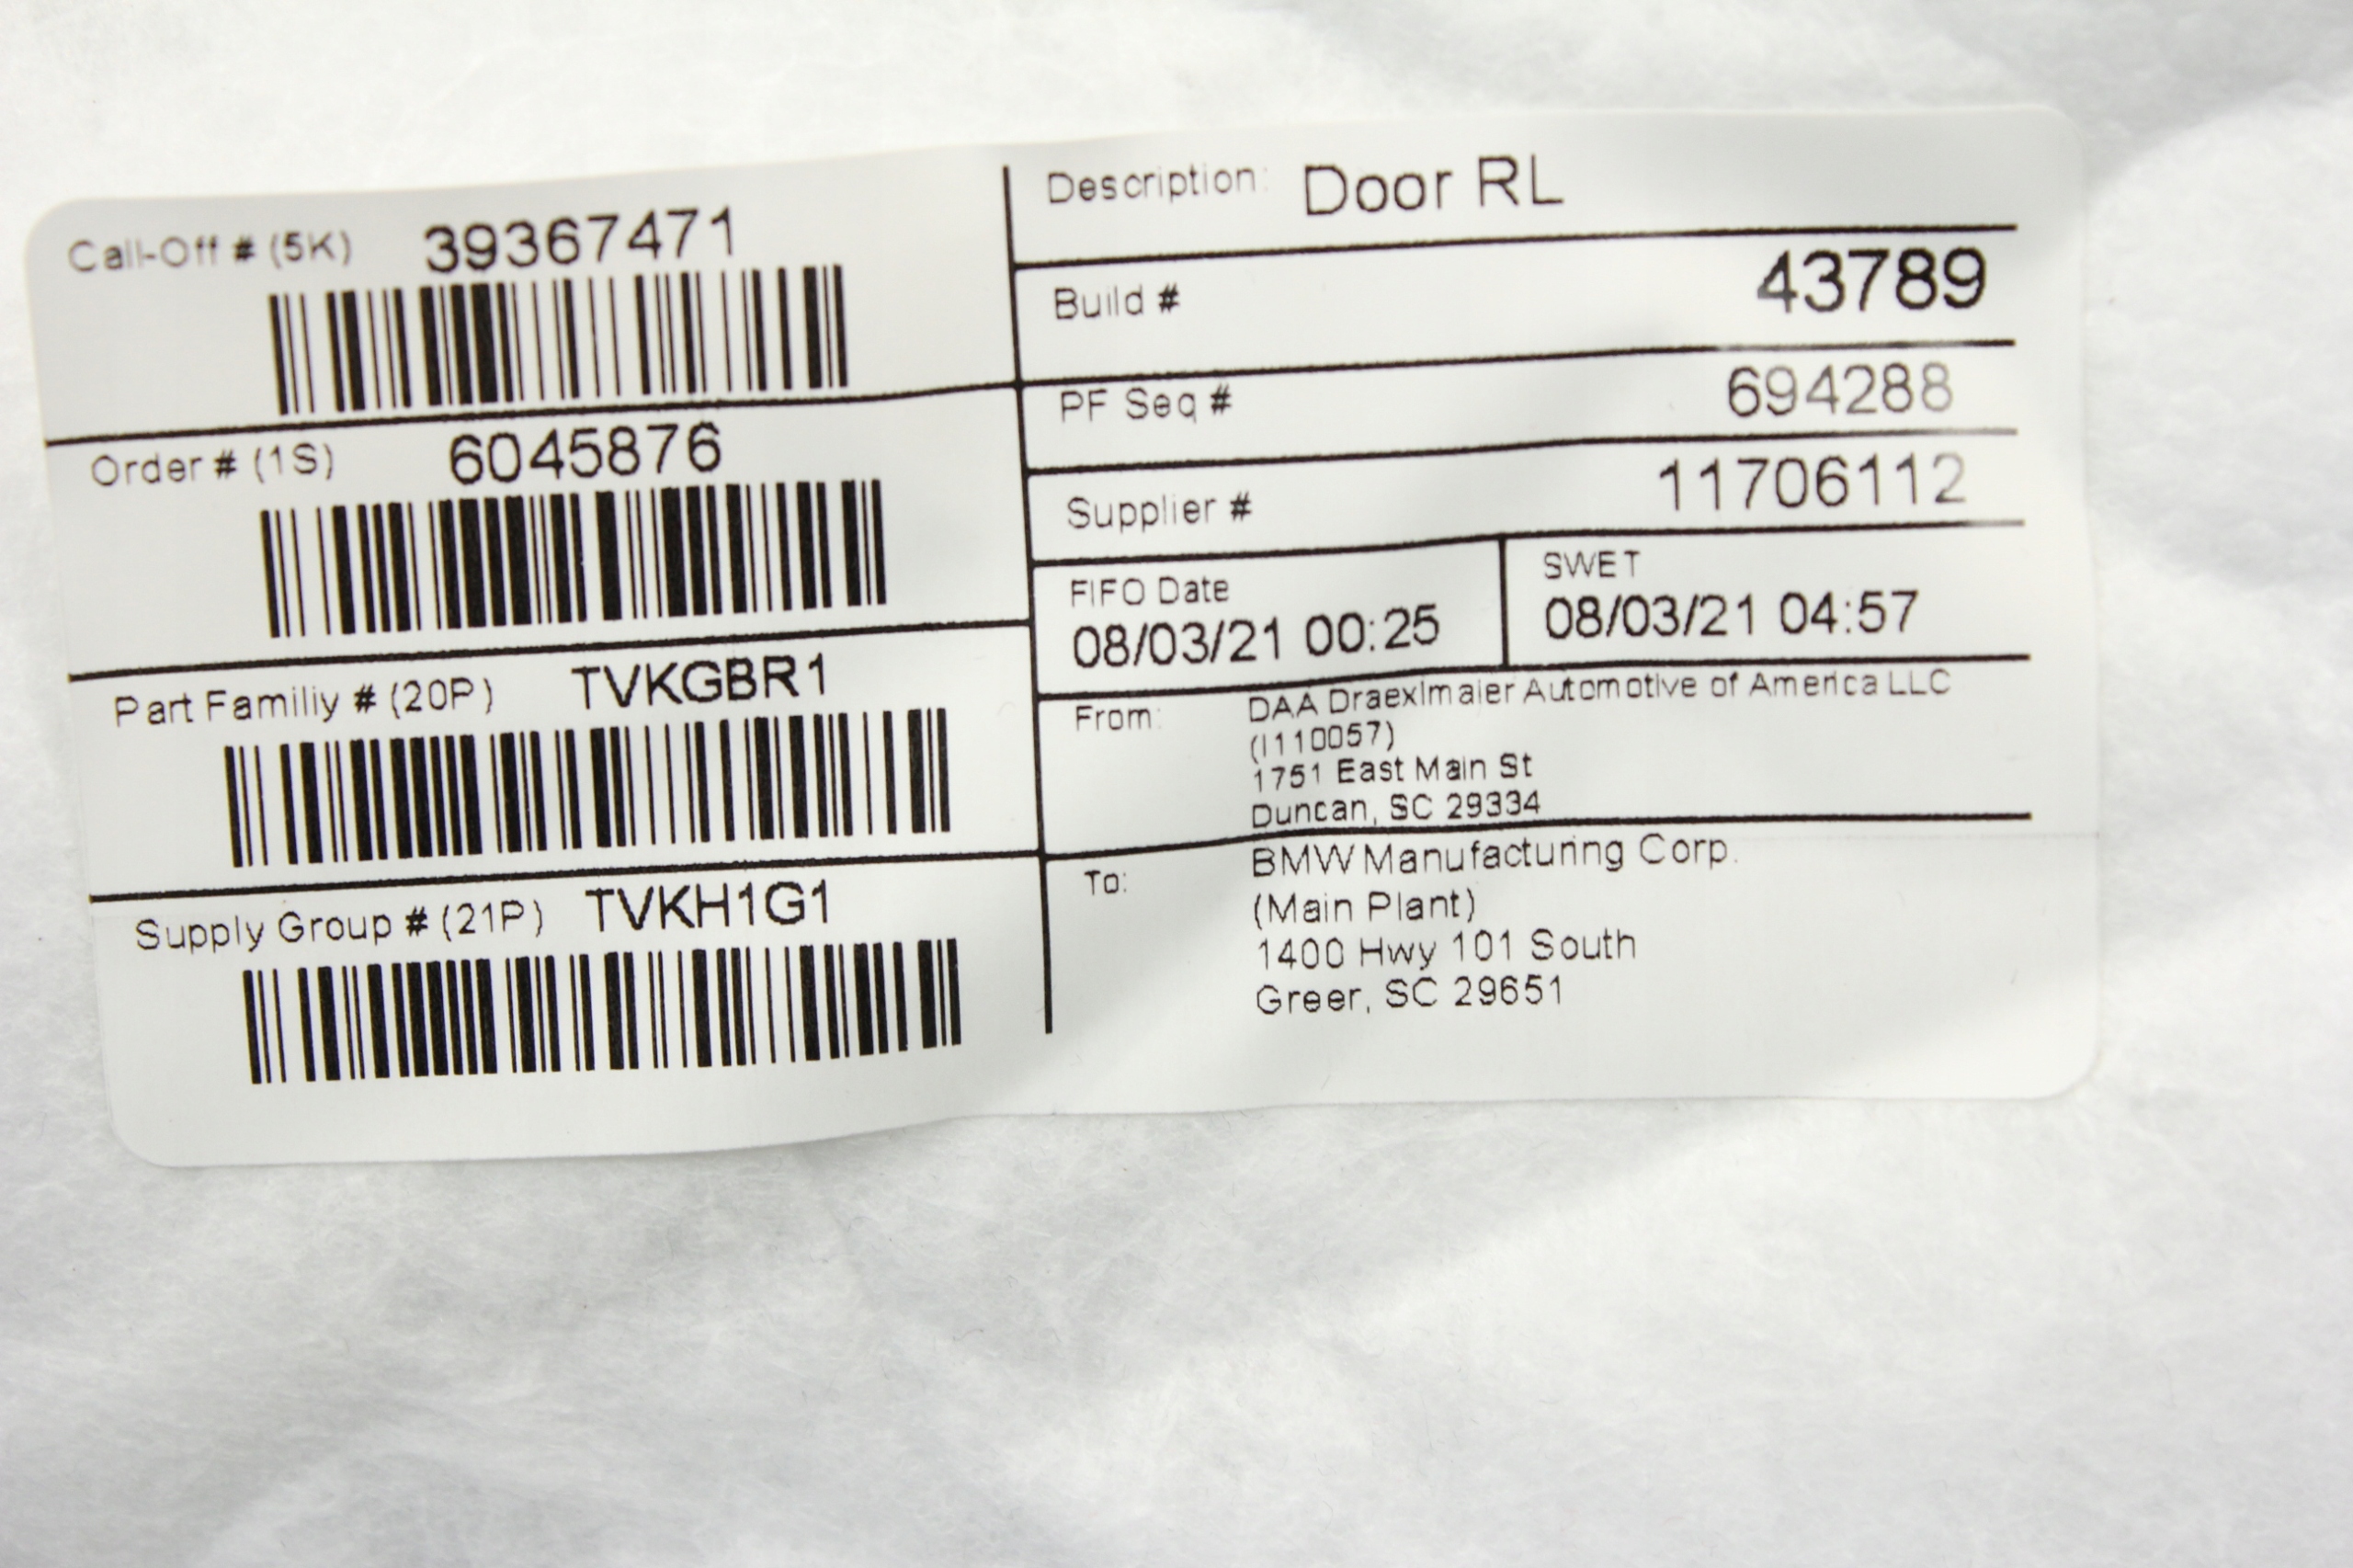 Call-Off # (5K) 39367471
Order # (1S) 6045876
Part Familiy # (20P) TVKGBR1
Supply Group # (21P) TVKH1G1
Description: Door RL
Build # 43789
PF Seq # 694288
Supplier # 11706112
FIFO Date
08/03/21 00:25
SWET
08/03/21 04:57
From: DAA Draexlmaier Automotive of America LLC
(I110057)
1751 East Main St
Duncan, SC 29334
To: BMW Manufacturing Corp.
(Main Plant)
1400 Hwy 101 South
Greer, SC 29651